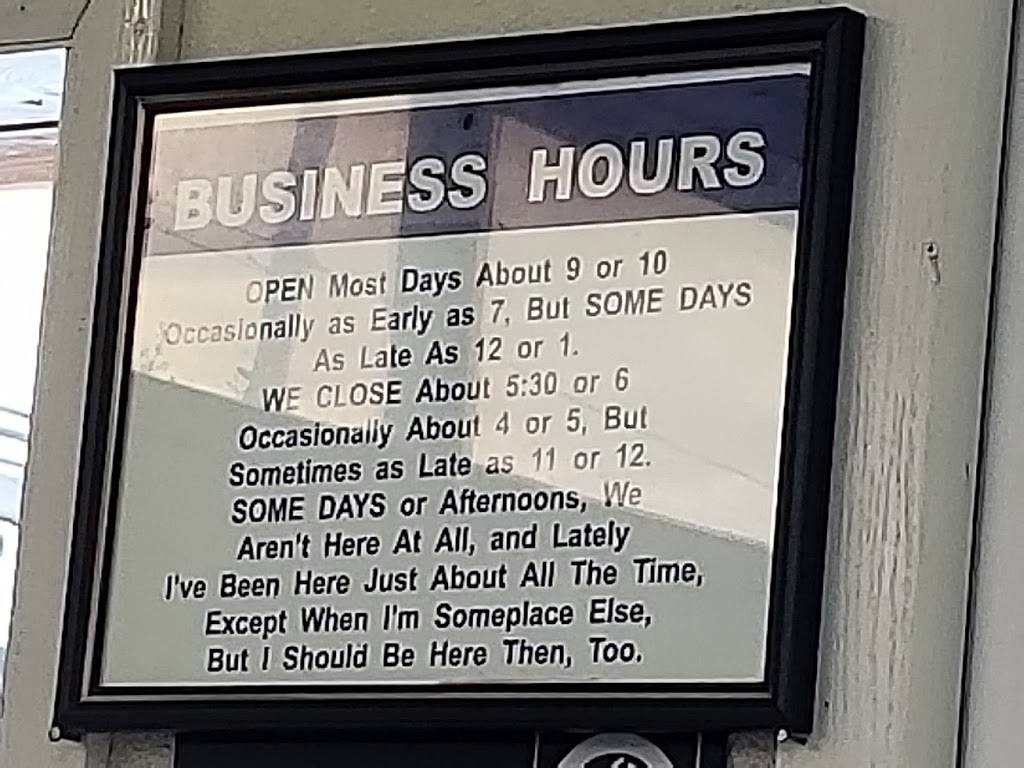 BUSINESS HOURS
OPEN Most Days About 9 or 10
Occasionally as Early as 7, But SOME DAYS
As Late As 12 or 1.
WE CLOSE About 5:30 or 6
Occasionally About 4 or 5, But
Sometimes as Late as 11 or 12.
SOME DAYS or Afternoons, We
Aren't Here At All, and Lately
I've Been Here Just About All The Time,
Except When I'm Someplace Else,
But I Should Be Here Then, Too.